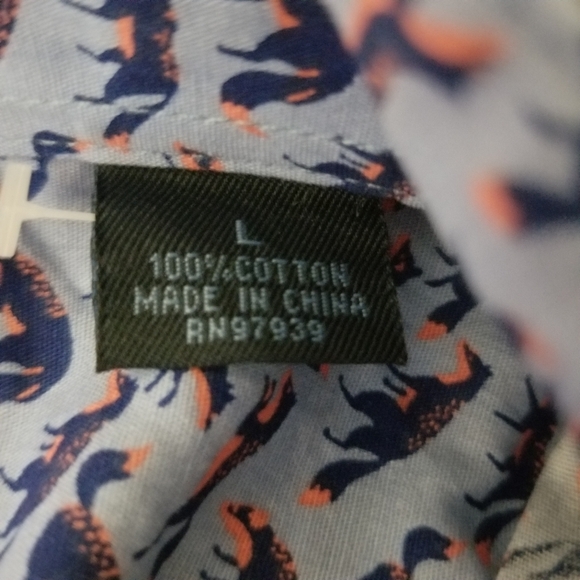 L
100% COTTON
MADE IN CHINA
RN97939